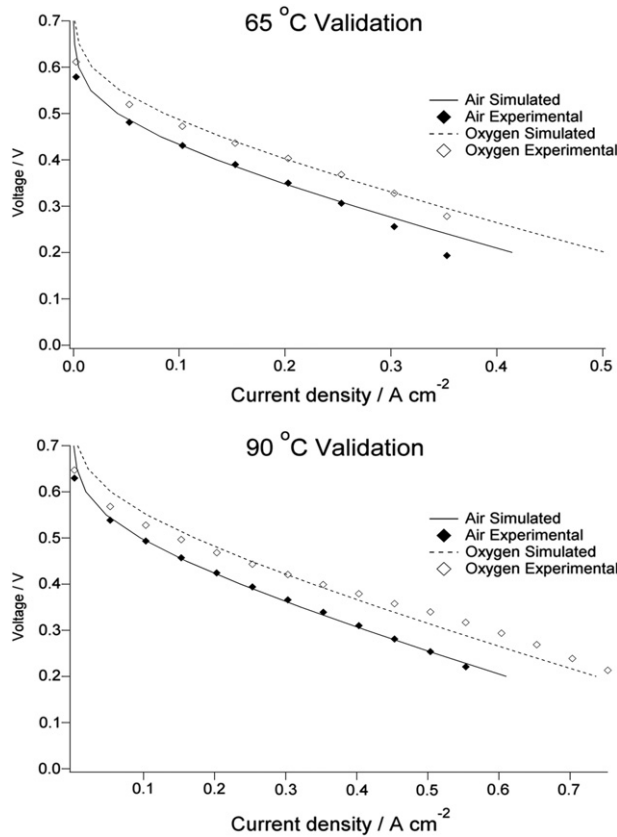 65 °C Validation
0.7
0.6
0.5
0.4
0.3
0.2
0.1
0.0
Voltage / V
Air Simulated
Air Experimental
Oxygen Simulated
Oxygen Experimental
0.0 0.1 0.2 0.3 0.4 0.5
Current density / A cm⁻²
90 °C Validation
0.7
0.6
0.5
0.4
0.3
0.2
0.1
0.0
Voltage / V
Air Simulated
Air Experimental
Oxygen Simulated
Oxygen Experimental
0.1 0.2 0.3 0.4 0.5 0.6 0.7
Current density / A cm⁻²